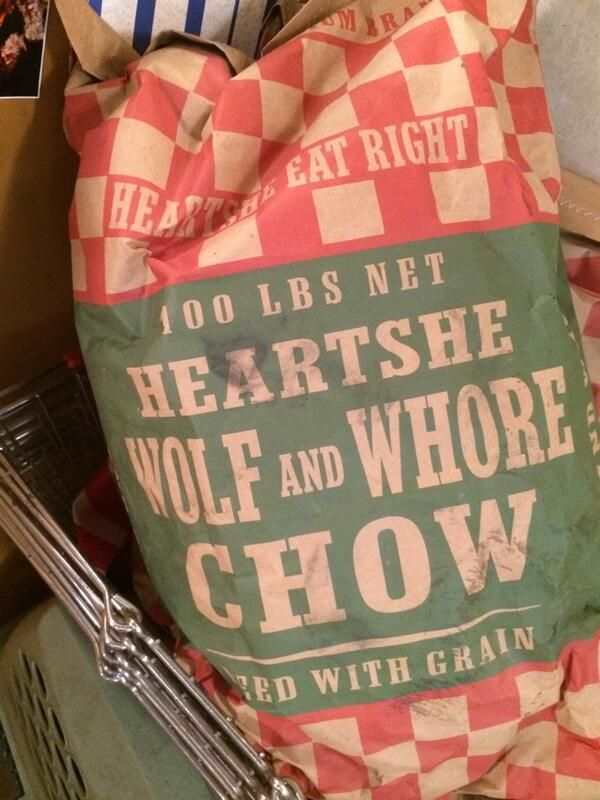 HEARTSHE EAT RIGHT
100 LBS NET
HEARTSHE
WOLF AND WHORE
CHOW
WITH GRAIN